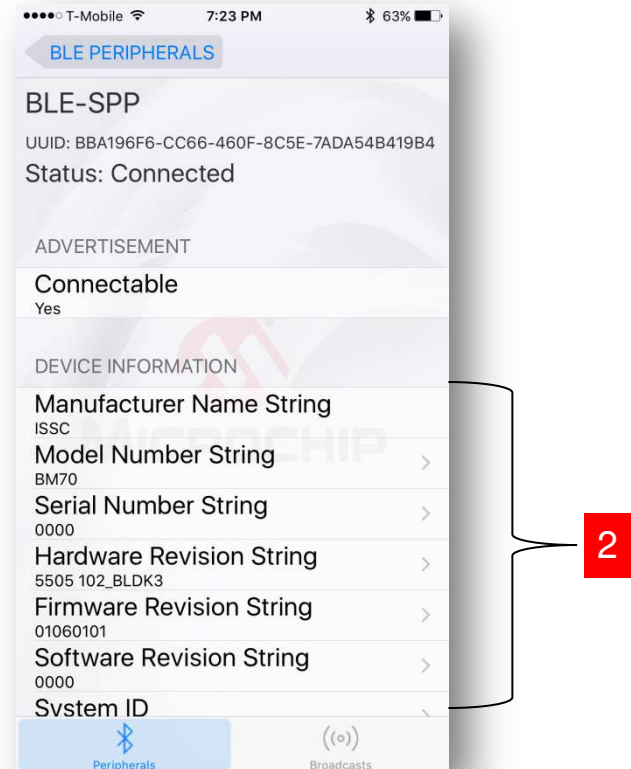 T-Mobile 7:23 PM 63%
BLE PERIPHERALS
BLE-SPP
UUID: BBA196F6-CC66-460F-8C5E-7ADA54B419B4
Status: Connected
ADVERTISEMENT
Connectable
Yes
DEVICE INFORMATION
Manufacturer Name String
ISSC
MICROCHIP
Model Number String
BM70
Serial Number String
0000
Hardware Revision String
5505 102_BLDK3
2
Firmware Revision String
01060101
Software Revision String
0000
System ID
Peripherals
Broadcasts